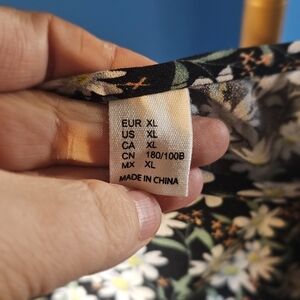 EUR XL
US XL
CA XL
CN 180/100B
MX XL
MADE IN CHINA